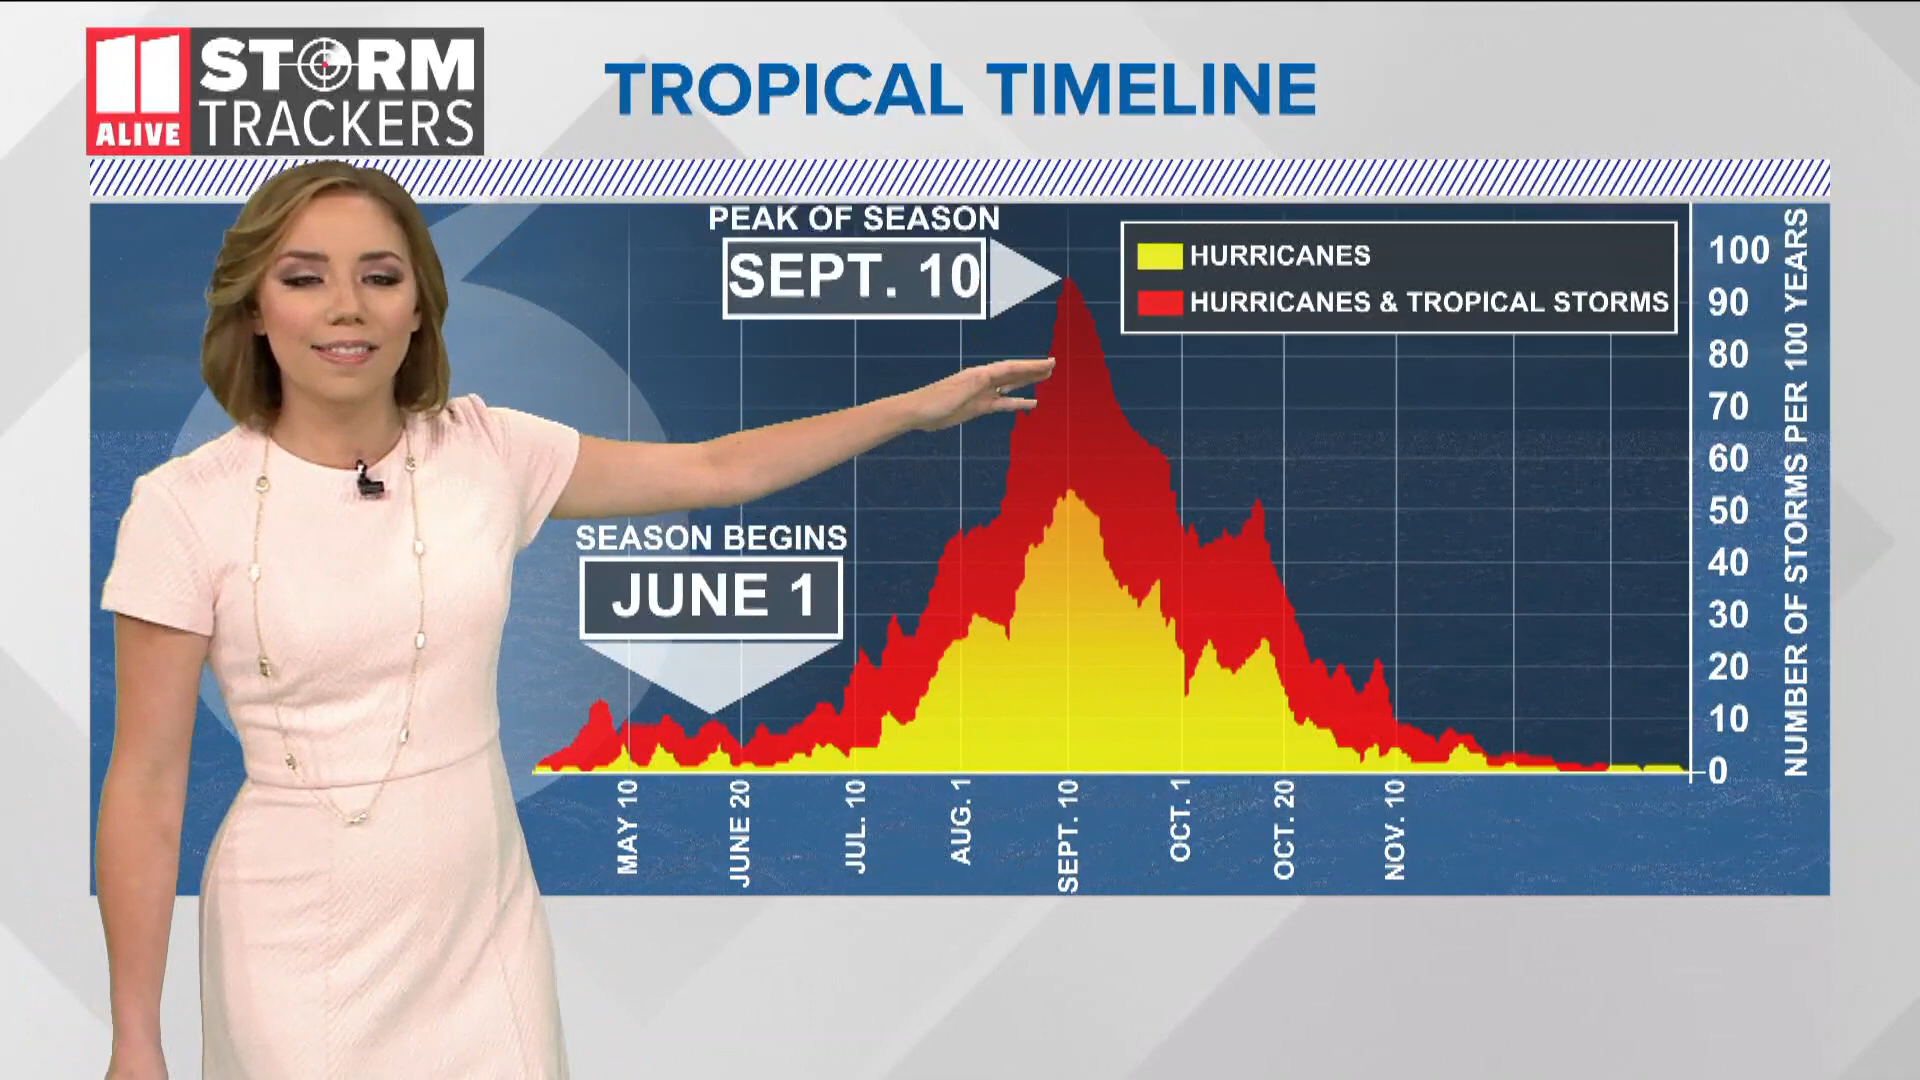 11
ALIVE
STORM
TRACKERS
TROPICAL TIMELINE
PEAK OF SEASON
SEPT. 10
HURRICANES
HURRICANES & TROPICAL STORMS
SEASON BEGINS
JUNE 1
100
90
80
70
60
50
40
30
20
10
0
NUMBER OF STORMS PER 100 YEARS
MAY 10
JUNE 20
JUL. 10
AUG. 1
SEPT. 10
OCT. 1
OCT. 20
NOV. 10